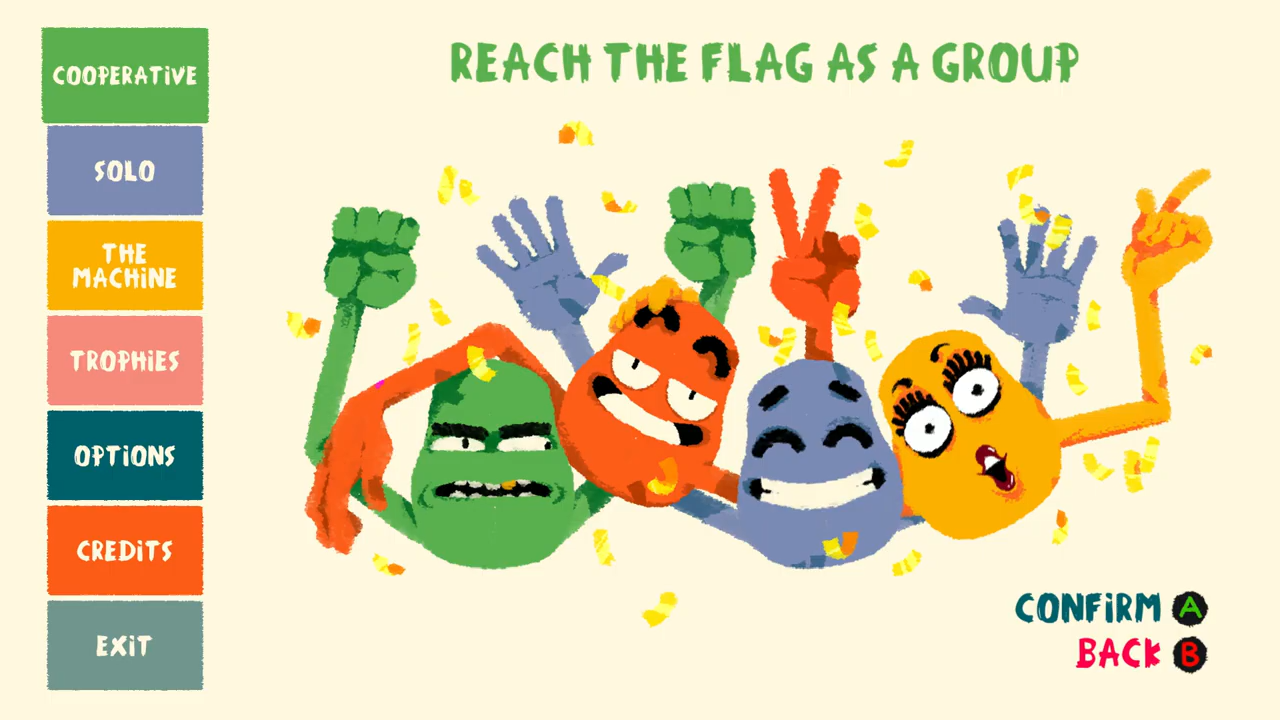 COOPERATiVE
SOLO
THE
MACHiNE
TROPHiES
OPTiONS
CREDiTS
EXiT
REACH THE FLAG AS A GROUP
CONFiRM A
BACK B